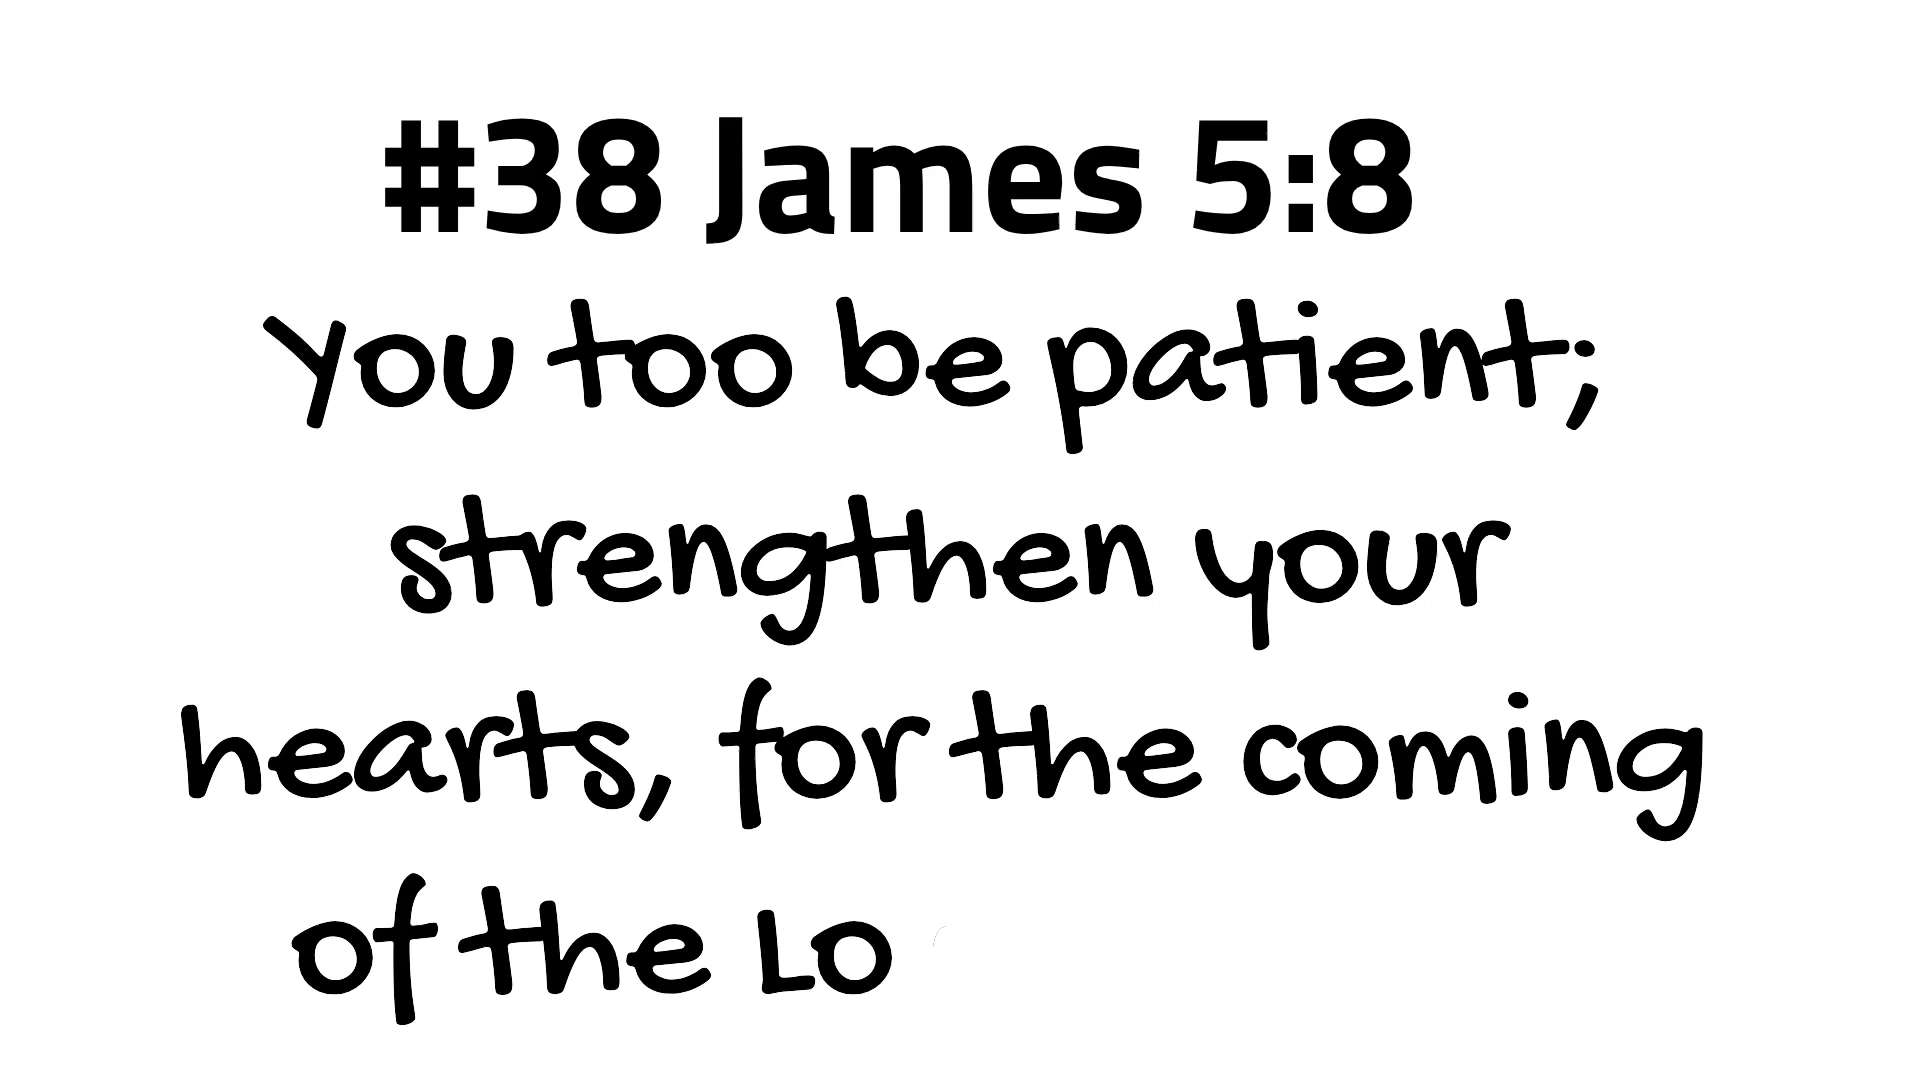 #38 James 5:8
You too be patient;
strengthen your
hearts, for the coming
of the Lo